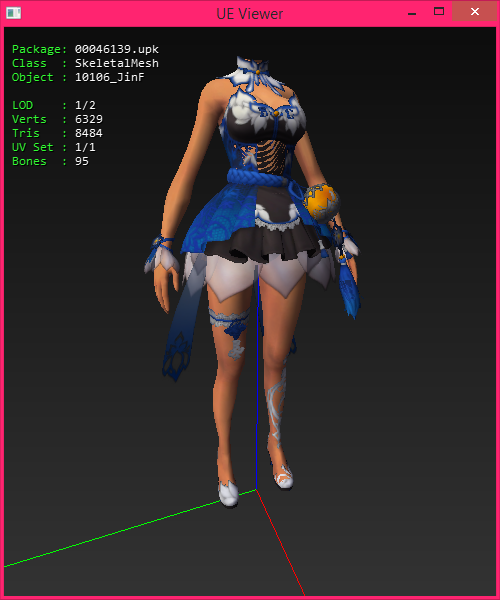 UE Viewer
Package: 00046139.upk
Class : SkeletalMesh
Object : 10106_JinF
LOD : 1/2
Verts : 6329
Tris : 8484
UV Set : 1/1
Bones : 95